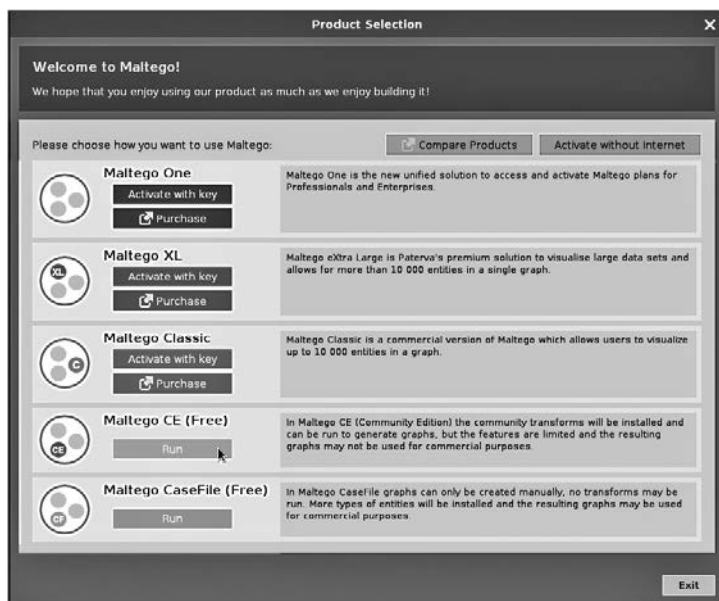 Product Selection
Welcome to Maltego!
We hope that you enjoy using our product as much as we enjoy building it!
Please choose how you want to use Maltego:
Compare Products
Activate without Internet
Maltego One
Activate with key
Purchase
Maltego One is the new unified solution to access and activate Maltego plans for
Professionals and Enterprises.
XL
Maltego XL
Activate with key
Purchase
Maltego eXtra Large is Paterva's premium solution to visualise large data sets and
allows for more than 10 000 entities in a single graph.
C
Maltego Classic
Activate with key
Purchase
Maltego Classic is a commercial version of Maltego which allows users to visualize
up to 10 000 entities in a graph.
CE
Maltego CE (Free)
Run
In Maltego CE (Community Edition) the community transforms will be installed and
can be run to generate graphs, but the features are limited and the resulting
graphs may not be used for commercial purposes.
CF
Maltego CaseFile (Free)
Run
In Maltego CaseFile graphs can only be created manually, no transforms may be
run. More types of entities will be installed and the resulting graphs may be used
for commercial purposes.
Exit